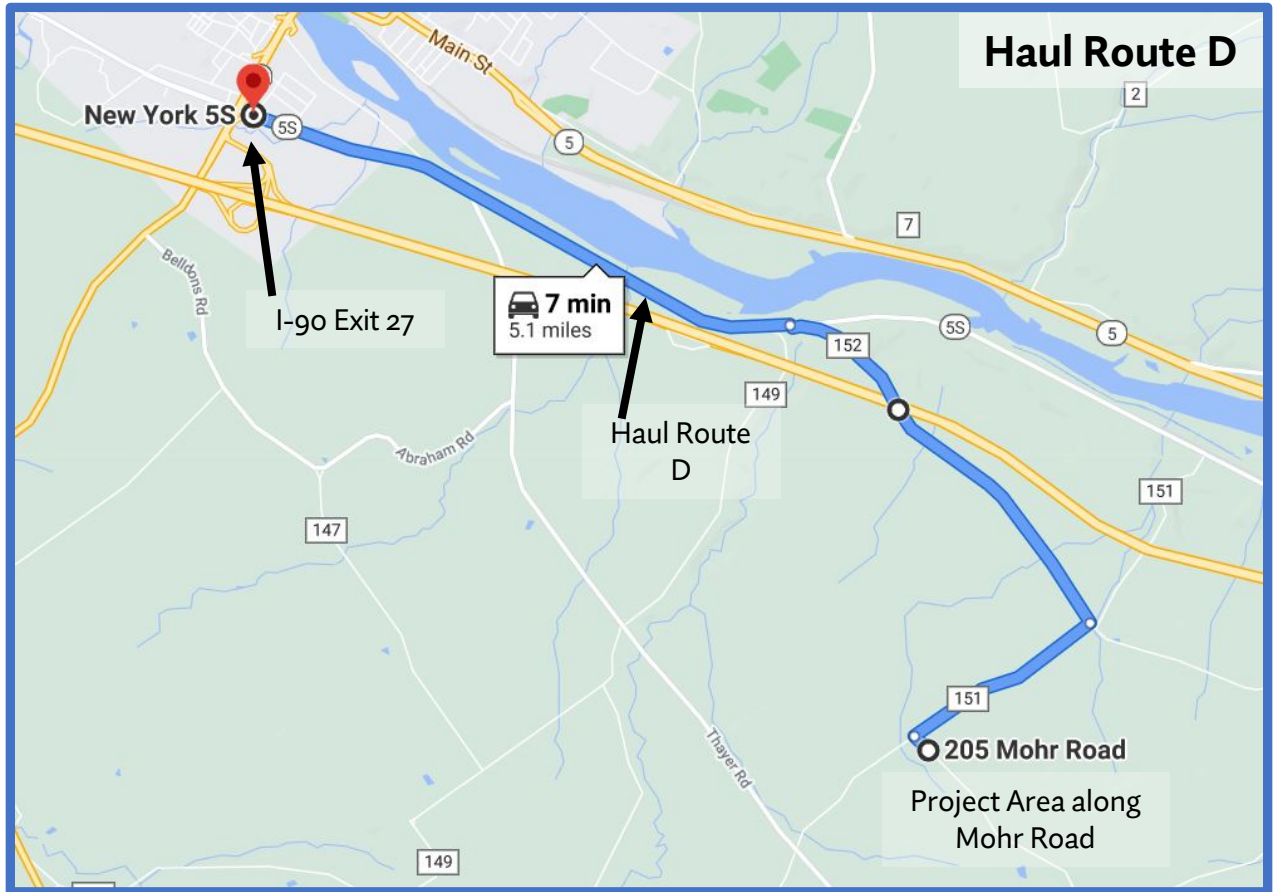 Haul Route D
Main St
2
New York 5S
5S
5
7
Belldons Rd
I-90 Exit 27
7 min
5.1 miles
5S
5
152
149
Haul Route
D
Abraham Rd
151
147
151
205 Mohr Road
Thayer Rd
Project Area along
Mohr Road
149